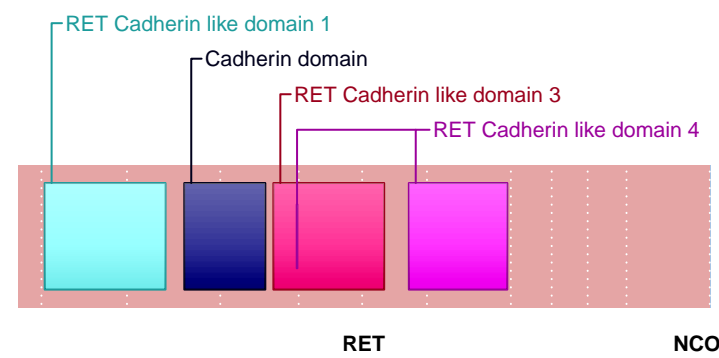 RET Cadherin like domain 1
Cadherin domain
RET Cadherin like domain 3
RET Cadherin like domain 4
RET NCO